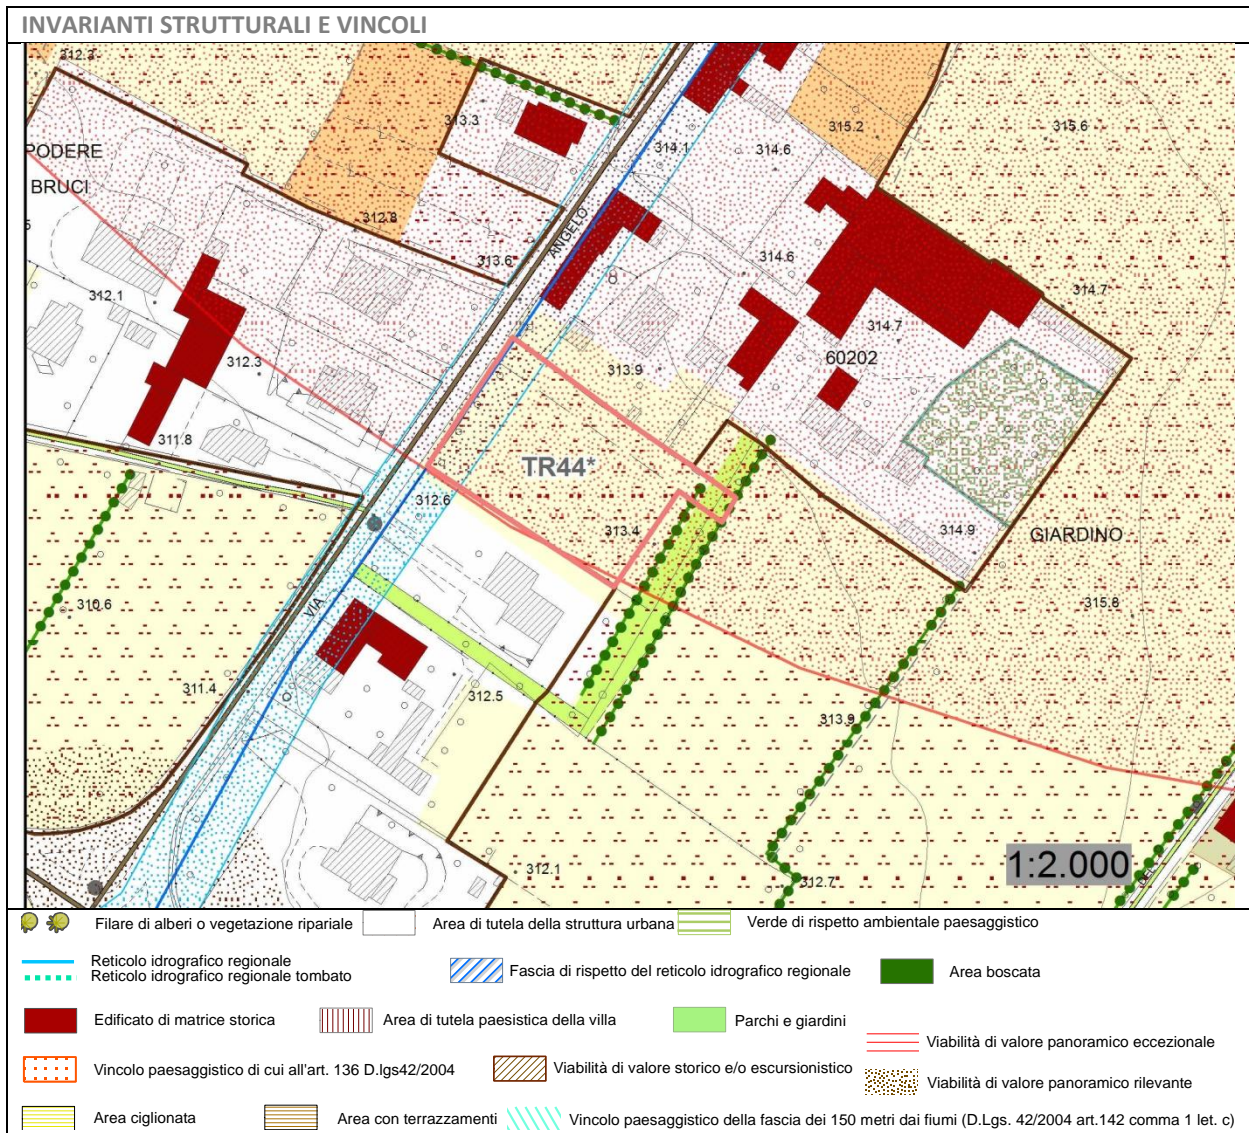 INVARIANTI STRUTTURALI E VINCOLI
312.3
313.3
314.1
314.6
315.2
315.6
PODERE
BRUCI
312.8
313.6
ANGELO
314.6
314.7
312.1
314.7
60202
312.3
313.9
311.8
TR44*
312.6
313.4
314.9
GIARDINO
310.6
VIA
315.8
311.4
312.5
313.9
312.1
312.7
DEL
1:2.000
Filare di alberi o vegetazione ripariale
Area di tutela della struttura urbana
Verde di rispetto ambientale paesaggistico
Reticolo idrografico regionale
Reticolo idrografico regionale tombato
Fascia di rispetto del reticolo idrografico regionale
Area boscata
Edificato di matrice storica
Area di tutela paesistica della villa
Parchi e giardini
Viabilità di valore panoramico eccezionale
Vincolo paesaggistico di cui all'art. 136 D.lgs42/2004
Viabilità di valore storico e/o escursionistico
Viabilità di valore panoramico rilevante
Area ciglionata
Area con terrazzamenti
Vincolo paesaggistico della fascia dei 150 metri dai fiumi (D.Lgs. 42/2004 art.142 comma 1 let. c)